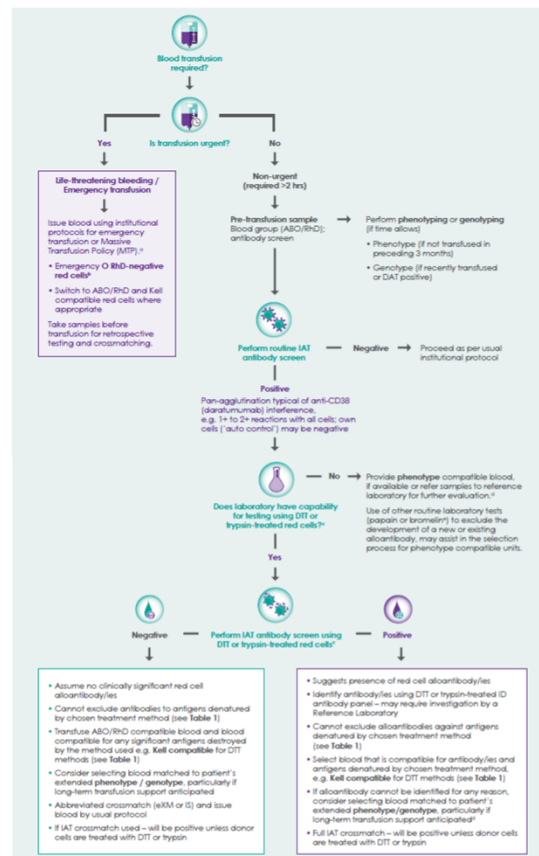 Blood transfusion
required?
Yes
Is transfusion urgent?
No
Life-threatening bleeding /
Emergency transfusion
Issue blood using institutional
protocols for emergency
transfusion or Massive
Transfusion Policy (MTP).ᵃ
• Emergency O RhD-negative
red cellsᵇ
• Switch to ABO/RhD and Kell
compatible red cells where
appropriate
Take samples before
transfusion for retrospective
testing and crossmatching.
Non-urgent
(required >2 hrs)
Pre-transfusion sample
Blood group (ABO/RhD);
antibody screen
Perform phenotyping or genotyping
(if time allows)
• Phenotype (if not transfused in
preceding 3 months)
• Genotype (if recently transfused
or DAT positive)
Perform routine IAT
antibody screen
Negative
Proceed as per usual
institutional protocol
Positive
Pan-agglutination typical of anti-CD38
(daratumumab) interference,
e.g. 1+ to 2+ reactions with all cells; own
cells ('auto control') may be negative
Does laboratory have capability
for testing using DTT or
trypsin-treated red cells?ᶜ
No
Provide phenotype compatible blood,
if available or refer samples to reference
laboratory for further evaluation.ᵈ
Use of other routine laboratory tests
(papain or bromelinᵉ) to exclude the
development of a new or existing
alloantibody, may assist in the selection
process for phenotype compatible units.
Yes
Negative
Perform IAT antibody screen using
DTT or trypsin-treated red cellsᶜ
Positive
• Assume no clinically significant red cell
alloantibody/ies
• Cannot exclude antibodies to antigens denatured
by chosen treatment method (see Table 1)
• Transfuse ABO/RhD compatible blood and blood
compatible for any significant antigens destroyed
by the method used e.g. Kell compatible for DTT
methods (see Table 1)
• Consider selecting blood matched to patient's
extended phenotype / genotype, particularly if
long-term transfusion support anticipated
• Abbreviated crossmatch (eXM or IS) and issue
blood by usual protocol
• If IAT crossmatch used – will be positive unless donor
cells are treated with DTT or trypsin
• Suggests presence of red cell alloantibody/ies
• Identify antibody/ies using DTT or trypsin-treated ID
antibody panel – may require investigation by a
Reference Laboratory
• Cannot exclude alloantibodies against antigens
denatured by chosen treatment method
(see Table 1)
• Select blood that is compatible for antibody/ies and
antigens denatured by chosen treatment method,
e.g. Kell compatible for DTT methods (see Table 1)
• If alloantibody cannot be identified for any reason,
consider selecting blood matched to patient's
extended phenotype/genotype, particularly if
long-term transfusion support anticipatedᵈ
• Full IAT crossmatch – will be positive unless donor
cells are treated with DTT or trypsin